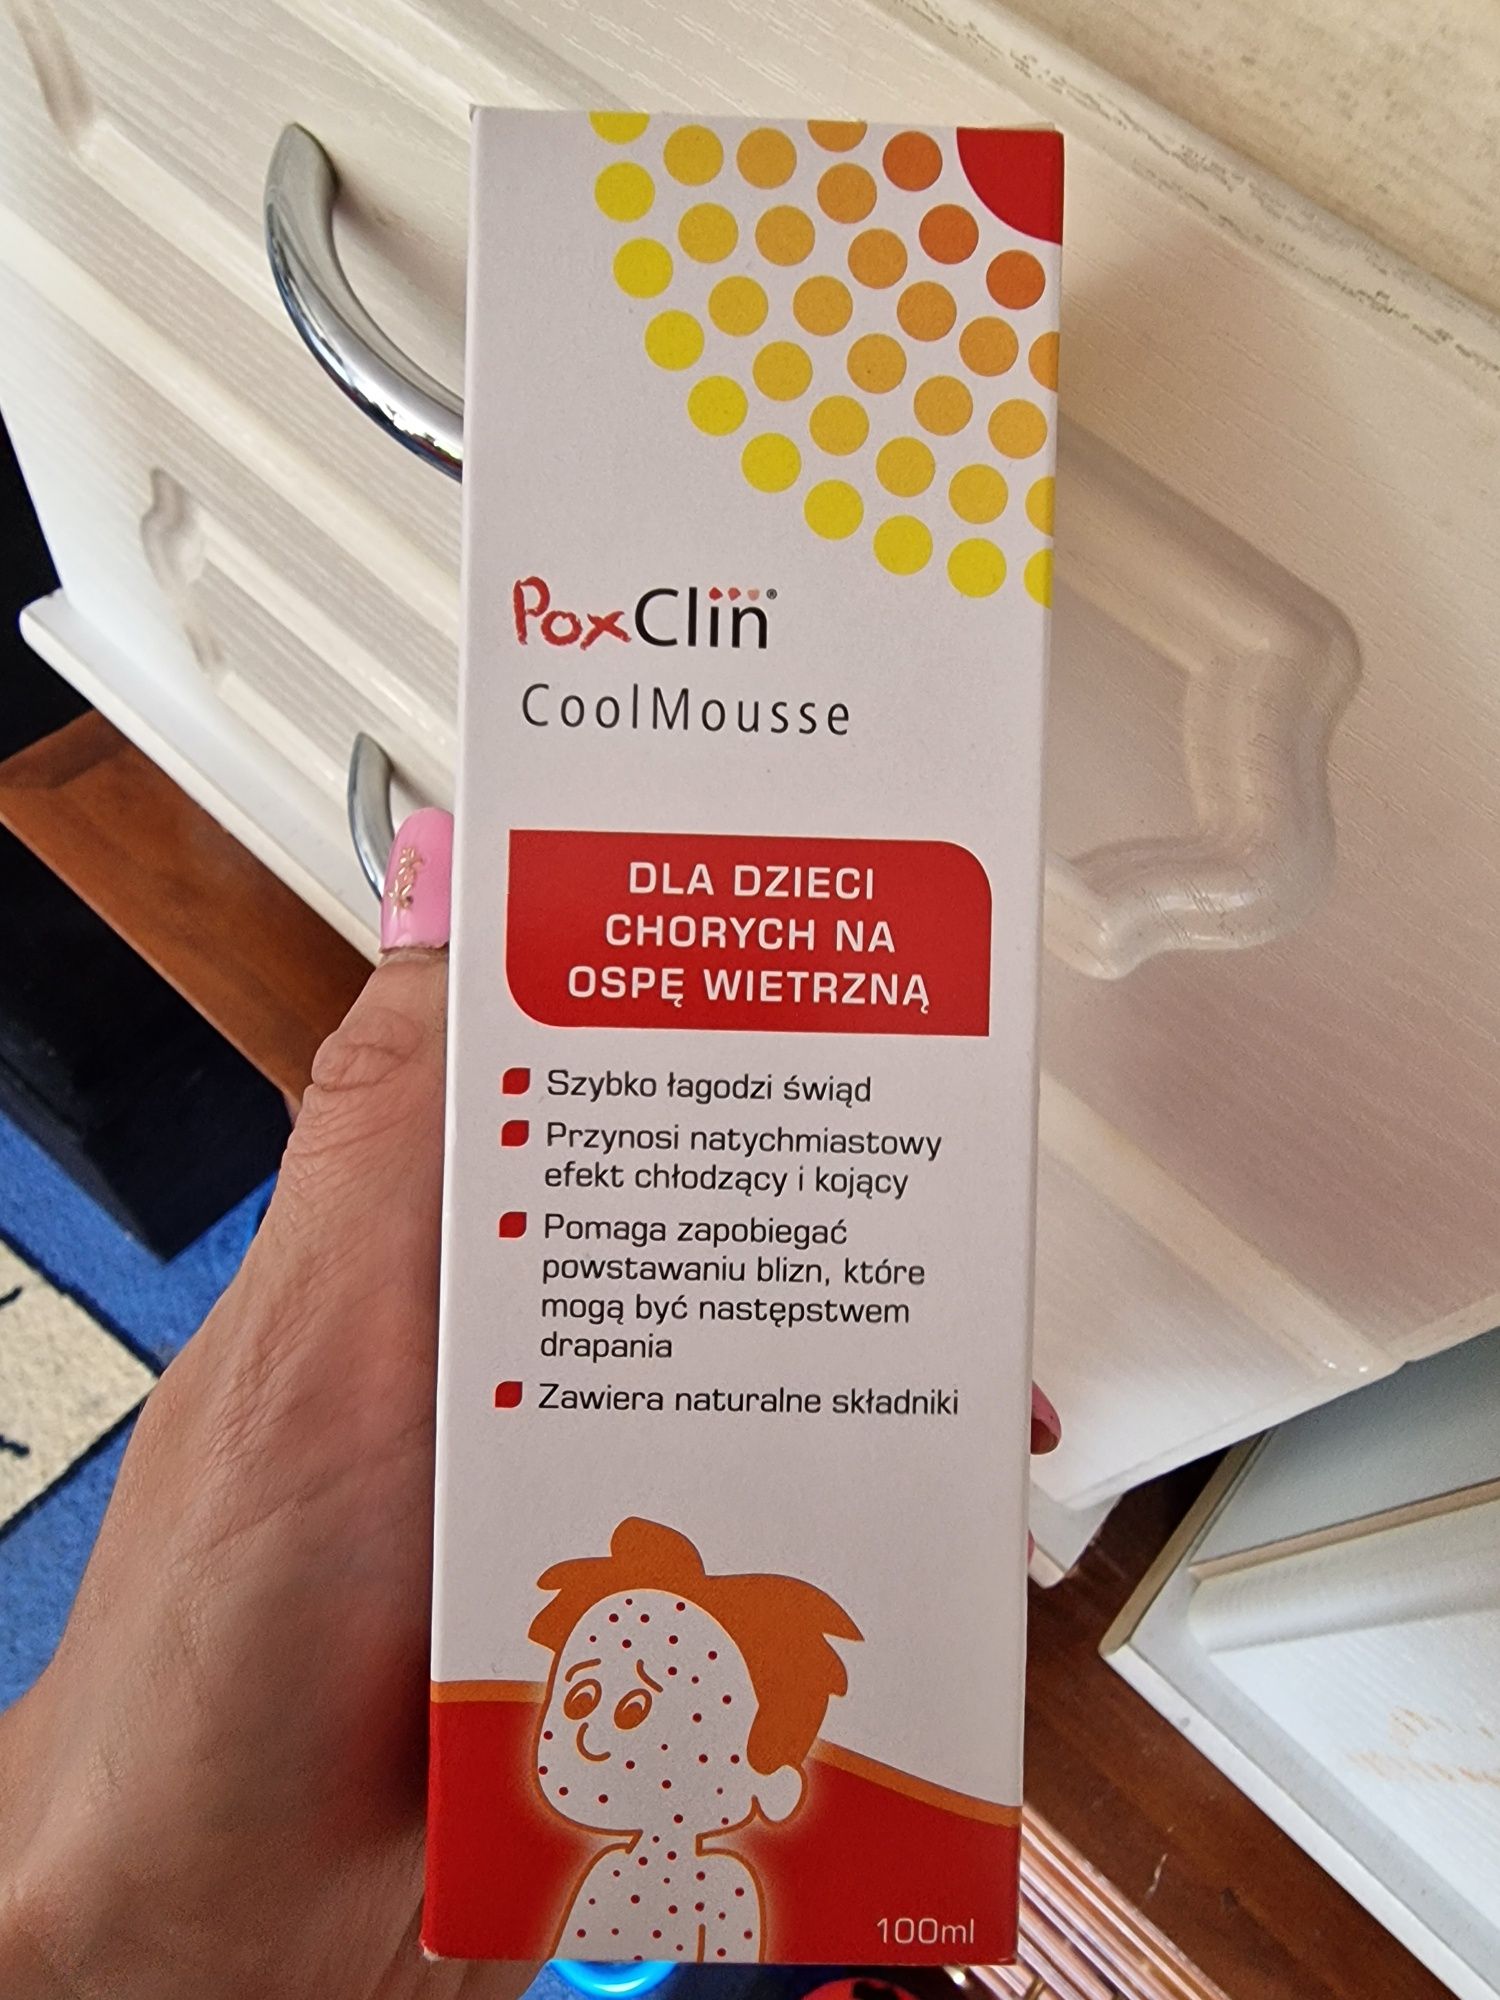 PoxClin®
CoolMousse
DLA DZIECI
CHORYCH NA
OSPĘ WIETRZNĄ
Szybko łagodzi świąd
Przynosi natychmiastowy
efekt chłodzący i kojący
Pomaga zapobiegać
powstawaniu blizn, które
mogą być następstwem
drapania
Zawiera naturalne składniki
100ml